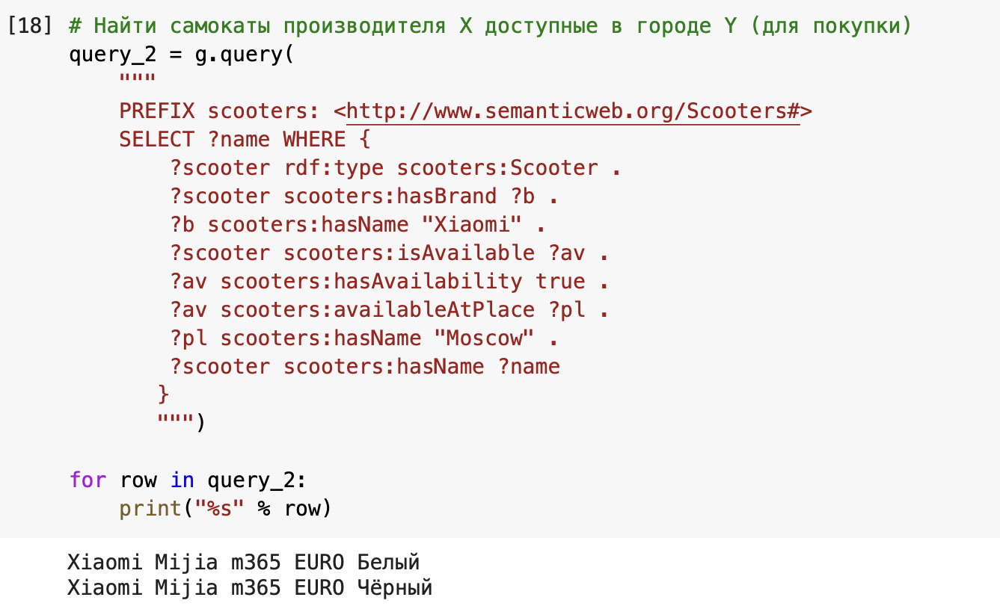 [18] # Найти самокаты производителя X доступные в городе Y (для покупки)
query_2 = g.query(
"""
PREFIX scooters: <http://www.semanticweb.org/Scooters#>
SELECT ?name WHERE {
?scooter rdf:type scooters:Scooter .
?scooter scooters:hasBrand ?b .
?b scooters:hasName "Xiaomi" .
?scooter scooters:isAvailable ?av .
?av scooters:hasAvailability true .
?av scooters:availableAtPlace ?pl .
?pl scooters:hasName "Moscow" .
?scooter scooters:hasName ?name
}
""")
for row in query_2:
print("%s" % row)
Xiaomi Mijia m365 EURO Белый
Xiaomi Mijia m365 EURO Чёрный